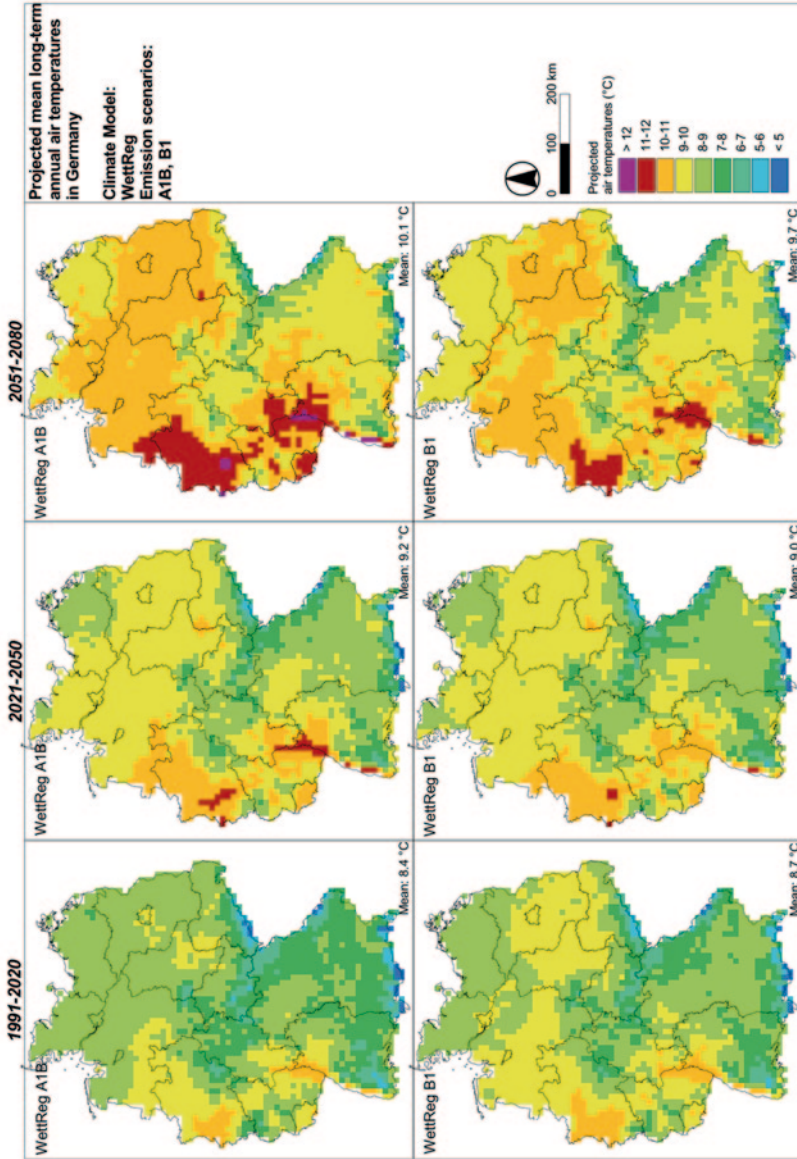 1991-2020
2021-2050
2051-2080
WettReg A1B
Mean: 8.4 °C
WettReg A1B
Mean: 9.2 °C
WettReg A1B
Mean: 10.1 °C
WettReg B1
Mean: 8.7 °C
WettReg B1
Mean: 9.0 °C
WettReg B1
Mean: 9.7 °C
Projected mean long-term
annual air temperatures
in Germany
Climate Model:
WettReg
Emission scenarios:
A1B, B1
0 100 200 km
Projected
air temperatures (°C)
> 12
11-12
10-11
9-10
8-9
7-8
6-7
5-6
< 5